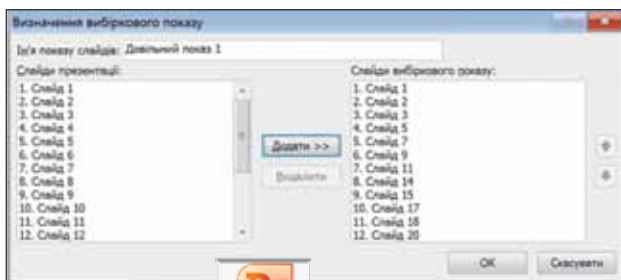 Визначення вибіркового показу
Ім'я показу слайдів: Довільний показ 1
Слайди презентації:
1. Слайд 1
2. Слайд 2
3. Слайд 3
4. Слайд 4
5. Слайд 5
6. Слайд 6
7. Слайд 7
8. Слайд 8
9. Слайд 9
10. Слайд 10
11. Слайд 11
12. Слайд 12
Додати >>
Видалити
Слайди вибіркового показу:
1. Слайд 1
2. Слайд 2
3. Слайд 3
4. Слайд 5
5. Слайд 7
6. Слайд 9
7. Слайд 11
8. Слайд 14
9. Слайд 15
10. Слайд 17
11. Слайд 18
12. Слайд 20
OK
Скасувати